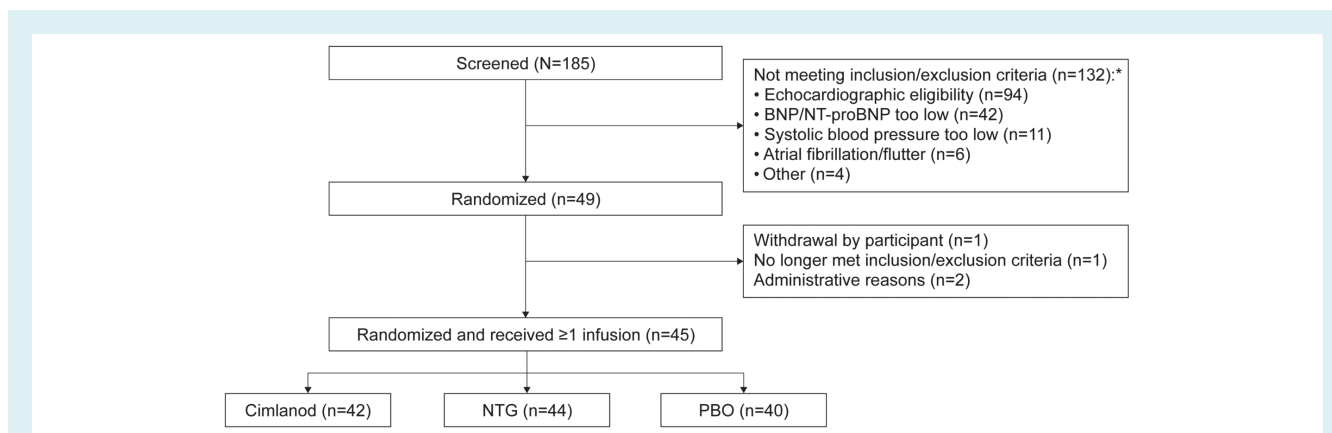 Screened (N=185)
Not meeting inclusion/exclusion criteria (n=132):*
• Echocardiographic eligibility (n=94)
• BNP/NT-proBNP too low (n=42)
• Systolic blood pressure too low (n=11)
• Atrial fibrillation/flutter (n=6)
• Other (n=4)
Randomized (n=49)
Withdrawal by participant (n=1)
No longer met inclusion/exclusion criteria (n=1)
Administrative reasons (n=2)
Randomized and received ≥1 infusion (n=45)
Cimlanod (n=42)
NTG (n=44)
PBO (n=40)